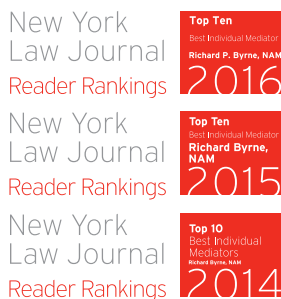 New York
Law Journal
Reader Rankings
Top Ten
Best Individual Mediator
Richard P. Byrne, NAM
2016
New York
Law Journal
Reader Rankings
Top Ten
Best Individual Mediator
Richard Byrne,
NAM
2015
New York
Law Journal
Reader Rankings
Top 10
Best Individual
Mediators
Richard Byrne, NAM
2014